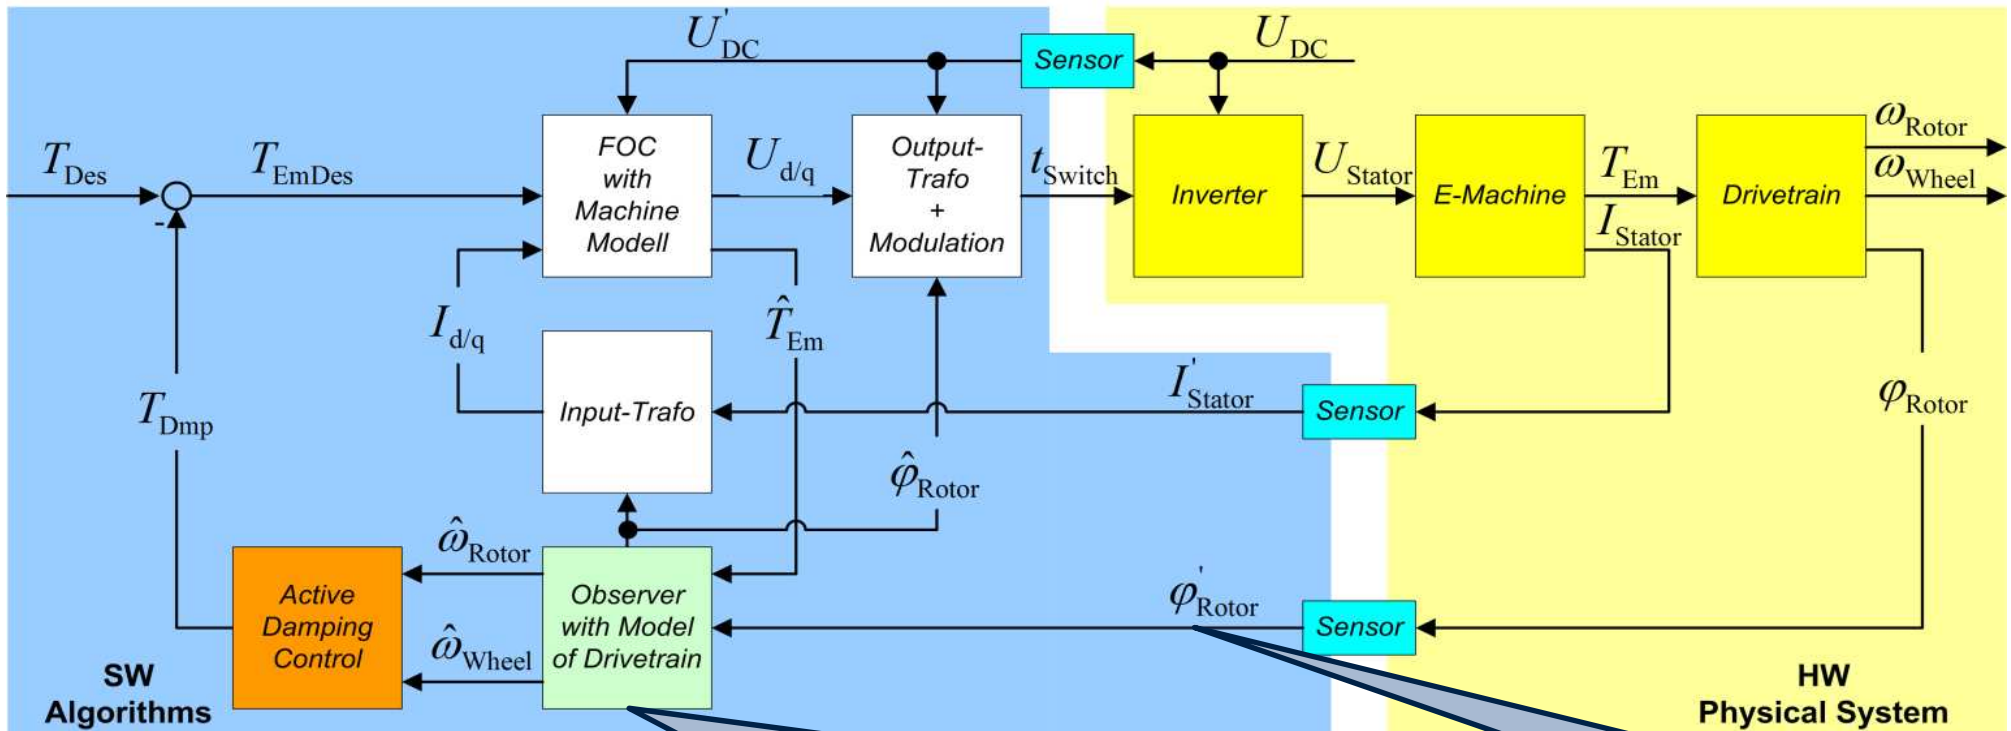 U'DC
Sensor
UDC
TDes
-
TEmDes
FOC
with
Machine
Modell
Ud/q
Output-
Trafo
+
Modulation
tSwitch
Inverter
UStator
E-Machine
TEm
IStator
Drivetrain
ωRotor
ωWheel
Id/q
T̂Em
TDmp
Input-Trafo
I'Stator
Sensor
φRotor
φ̂Rotor
ω̂Rotor
Active
Damping
Control
ω̂Wheel
Observer
with Model
of Drivetrain
φ'Rotor
Sensor
SW
Algorithms
HW
Physical System